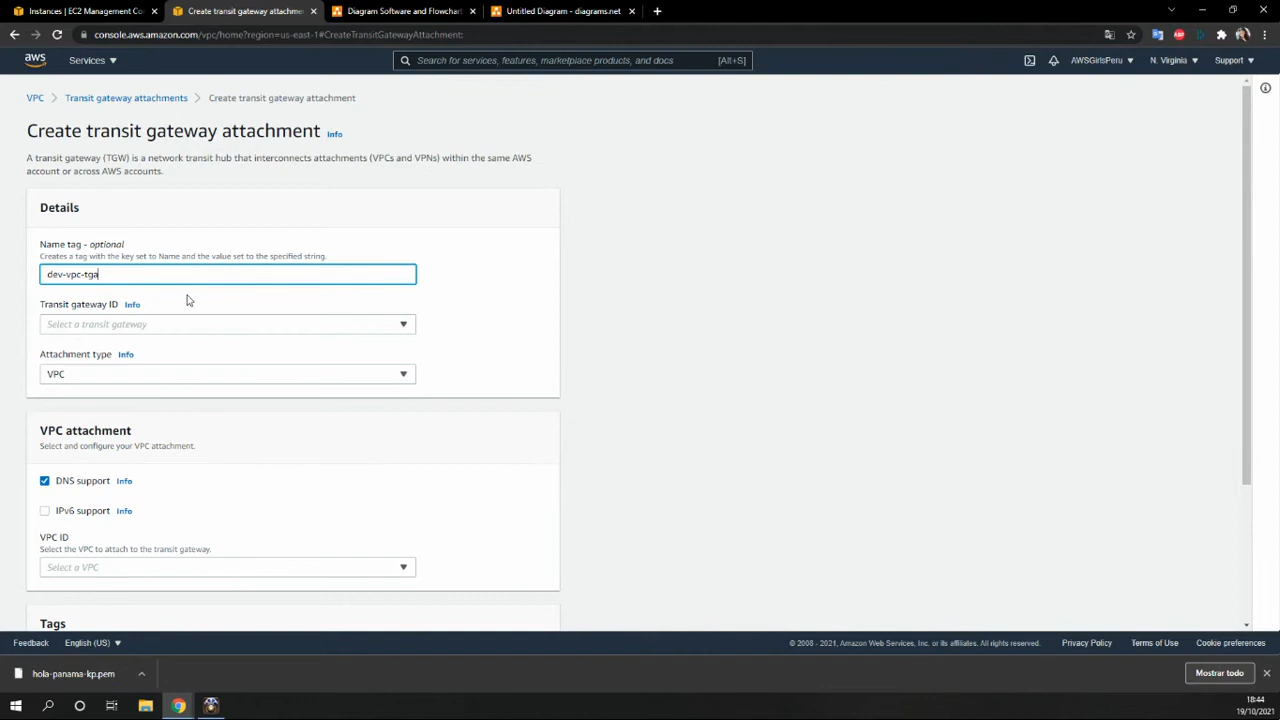 Instances | EC2 Management Co
Create transit gateway attachmen
Diagram Software and Flowchart
Untitled Diagram - diagrams.net
console.aws.amazon.com/vpc/home?region=us-east-1#CreateTransitGatewayAttachment:
aws
Services
Search for services, features, marketplace products, and docs
[Alt+S]
AWSGirlsPeru
N. Virginia
Support
VPC
Transit gateway attachments
Create transit gateway attachment
Create transit gateway attachment Info
A transit gateway (TGW) is a network transit hub that interconnects attachments (VPCs and VPNs) within the same AWS
account or across AWS accounts.
Details
Name tag - optional
Creates a tag with the key set to Name and the value set to the specified string.
dev-vpc-tga
Transit gateway ID Info
Select a transit gateway
Attachment type Info
VPC
VPC attachment
Select and configure your VPC attachment.
DNS support Info
IPv6 support Info
VPC ID
Select the VPC to attach to the transit gateway.
Select a VPC
Tags
Feedback
English (US)
© 2008 - 2021, Amazon Web Services, Inc. or its affiliates. All rights reserved.
Privacy Policy
Terms of Use
Cookie preferences
hola-panama-kp.pem
Mostrar todo
18:44
19/10/2021